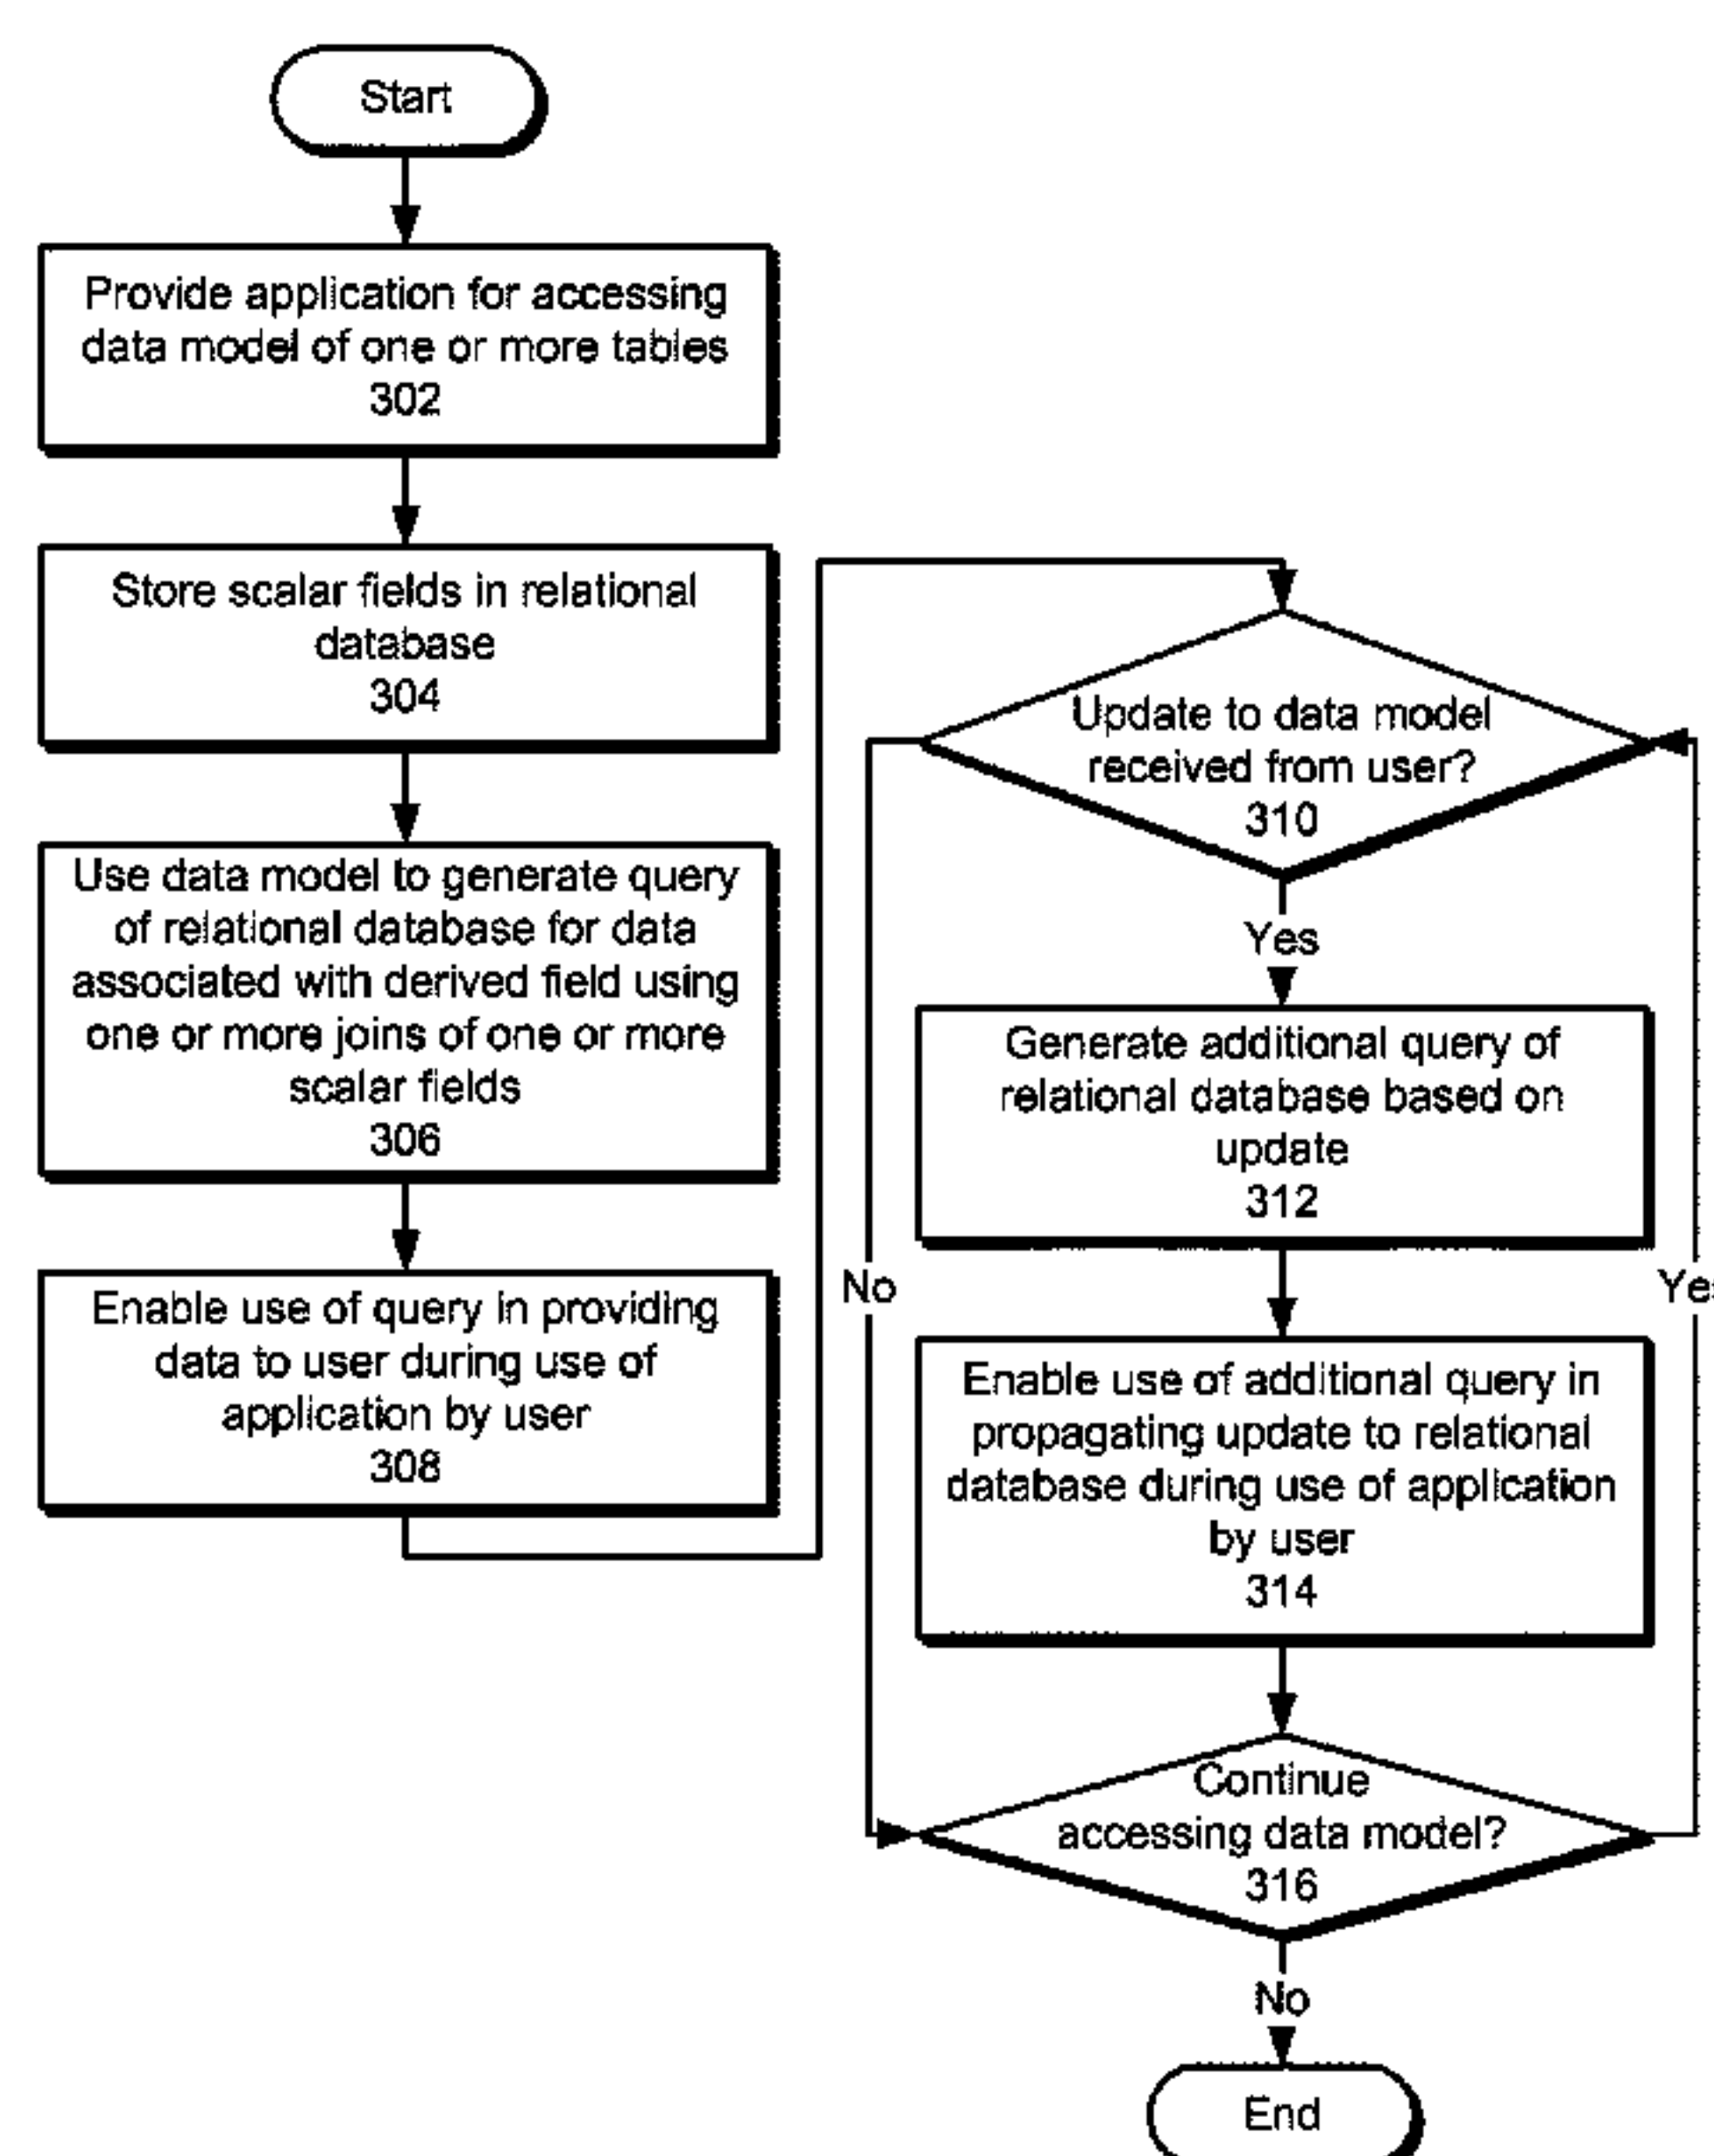 Start
Provide application for accessing
data model of one or more tables
302
Store scalar fields in relational
database
304
Use data model to generate query
of relational database for data
associated with derived field using
one or more joins of one or more
scalar fields
306
Enable use of query in providing
data to user during use of
application by user
308
Update to data model
received from user?
310
Yes
Generate additional query of
relational database based on
update
312
No
Enable use of additional query in
propagating update to relational
database during use of application
by user
314
Continue
accessing data model?
316
No
End